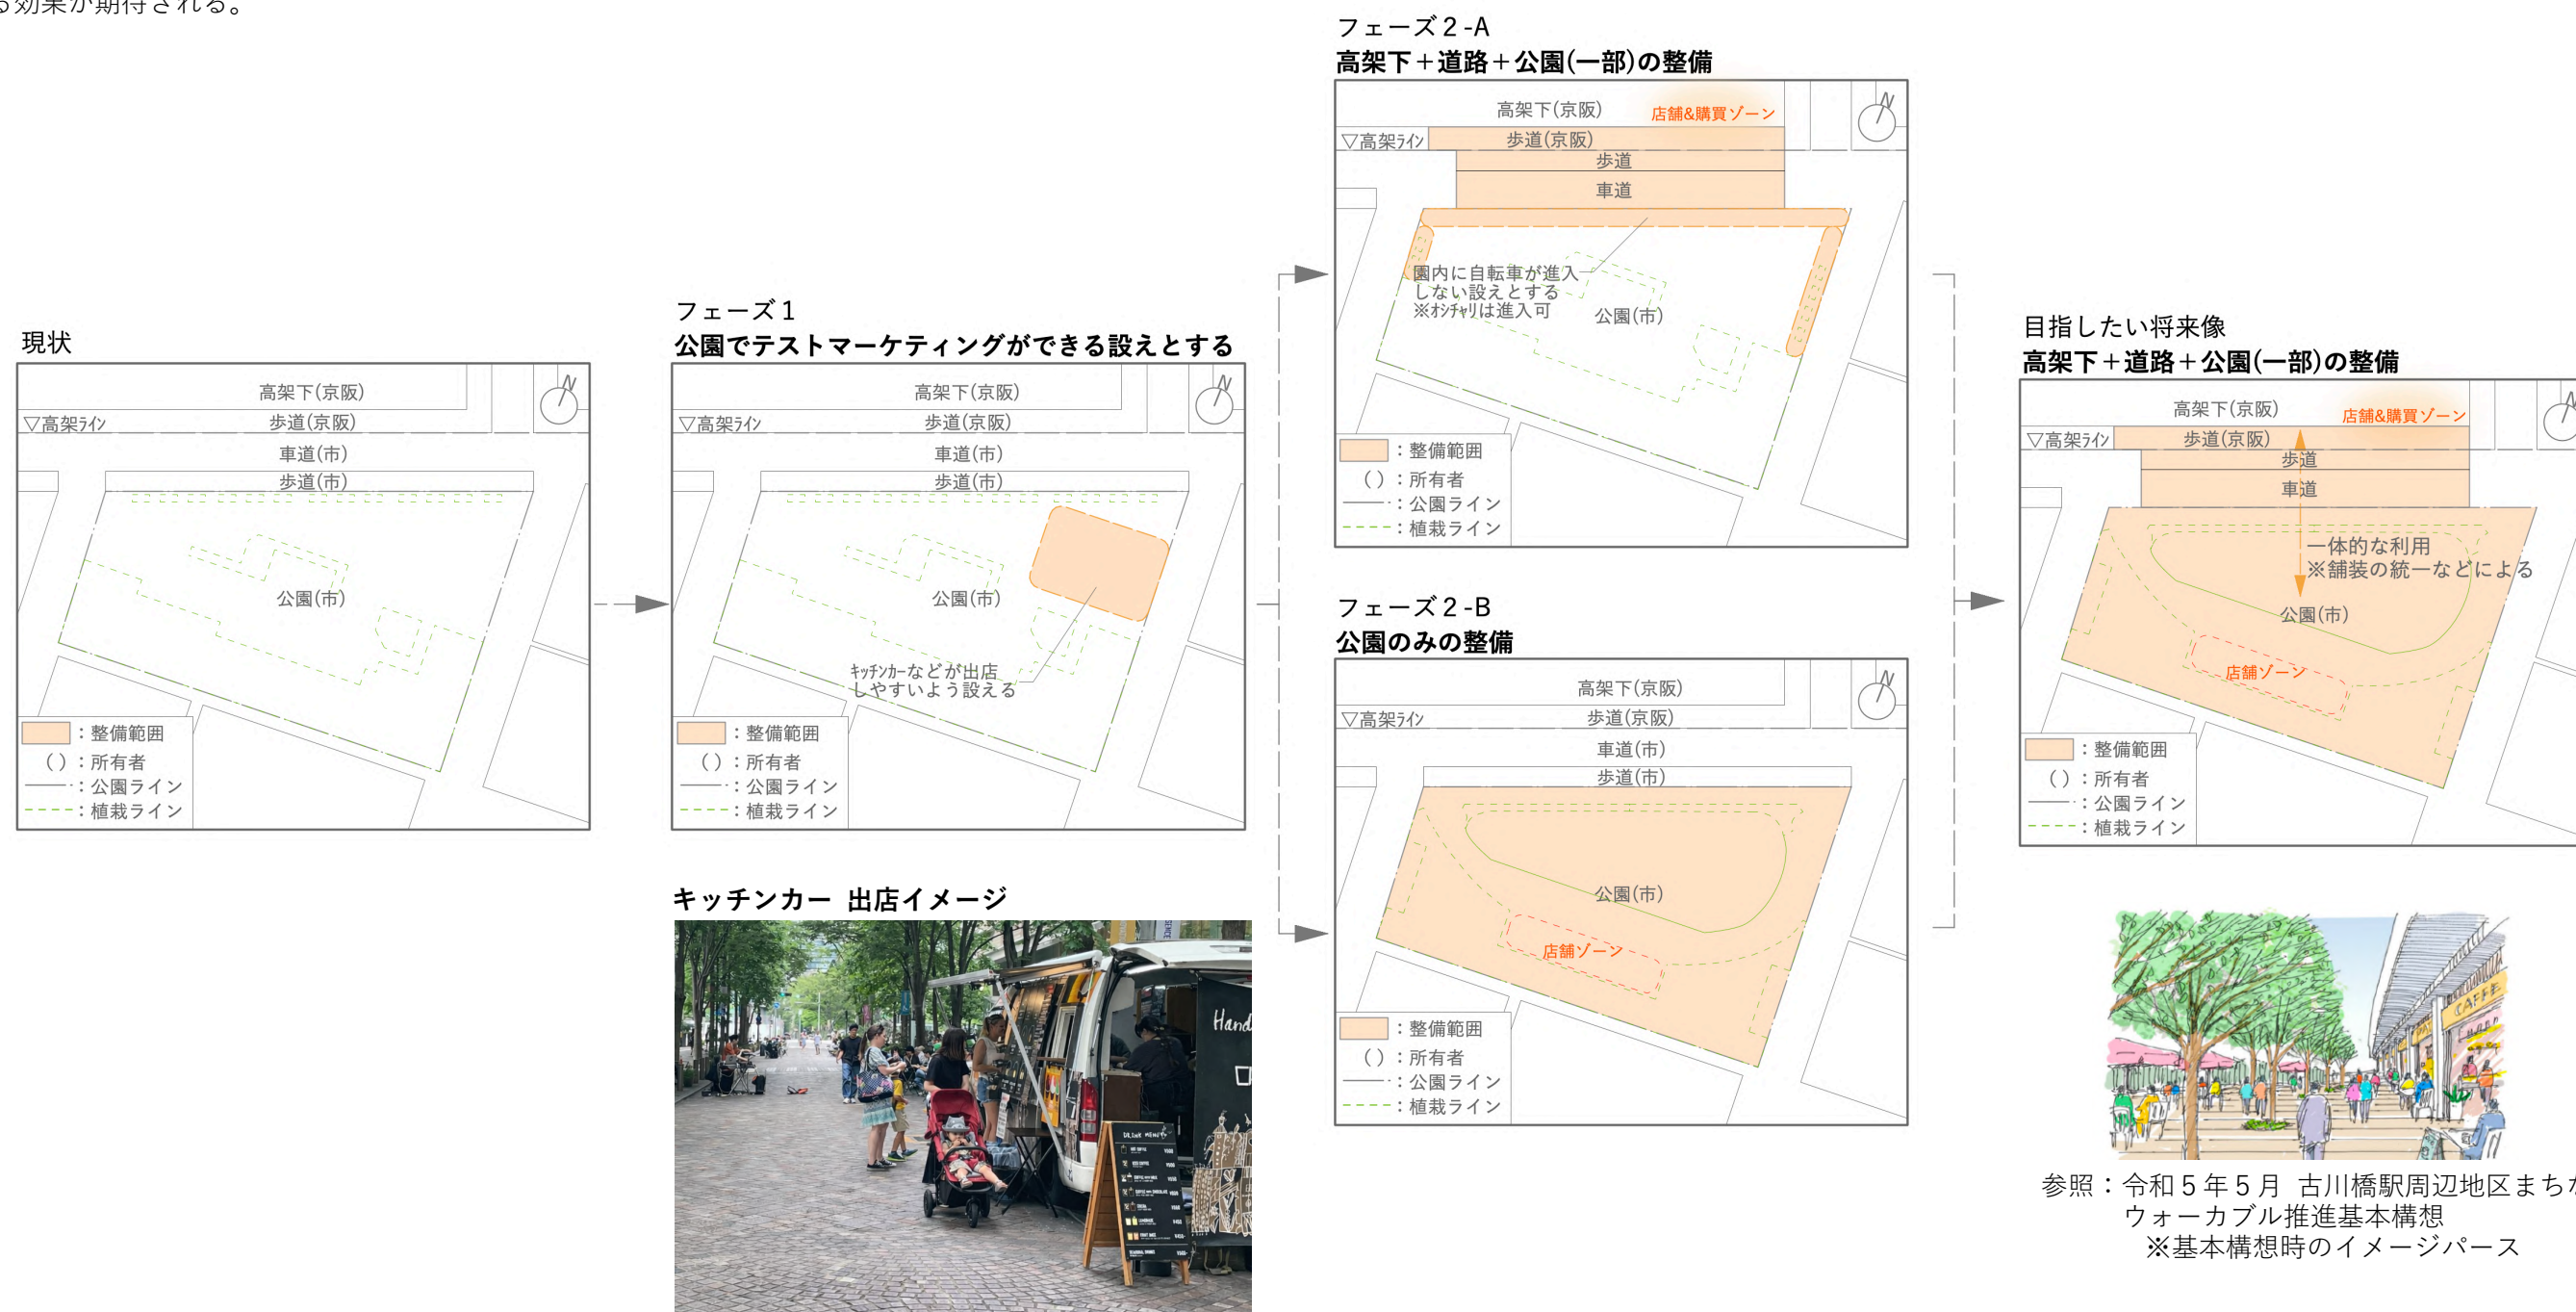 る効果が期待される。
現状
高架下(京阪)
▽高架ﾗｲﾝ
歩道(京阪)
車道(市)
歩道(市)
公園(市)
N
：整備範囲
( )：所有者
：公園ライン
：植栽ライン
フェーズ１
公園でテストマーケティングができる設えとする
高架下(京阪)
▽高架ﾗｲﾝ
歩道(京阪)
車道(市)
歩道(市)
公園(市)
N
ｷｯﾁﾝｶｰなどが出店
しやすいよう設える
：整備範囲
( )：所有者
：公園ライン
：植栽ライン
キッチンカー 出店イメージ
Hand
DRINK MENU
フェーズ２-A
高架下＋道路＋公園(一部)の整備
高架下(京阪)
店舗&購買ゾーン
▽高架ﾗｲﾝ
歩道(京阪)
歩道
車道
N
園内に自転車が進入
しない設えとする
※ｵｼﾁｬﾘは進入可
公園(市)
：整備範囲
( )：所有者
：公園ライン
：植栽ライン
フェーズ２-B
公園のみの整備
高架下(京阪)
▽高架ﾗｲﾝ
歩道(京阪)
車道(市)
歩道(市)
N
公園(市)
店舗ゾーン
：整備範囲
( )：所有者
：公園ライン
：植栽ライン
目指したい将来像
高架下＋道路＋公園(一部)の整備
高架下(京阪)
店舗&購買ゾーン
▽高架ﾗｲﾝ
歩道(京阪)
歩道
車道
N
一体的な利用
※舗装の統一などによる
公園(市)
店舗ゾーン
：整備範囲
( )：所有者
：公園ライン
：植栽ライン
CAFFE
参照：令和５年５月 古川橋駅周辺地区まちな
ウォーカブル推進基本構想
※基本構想時のイメージパース